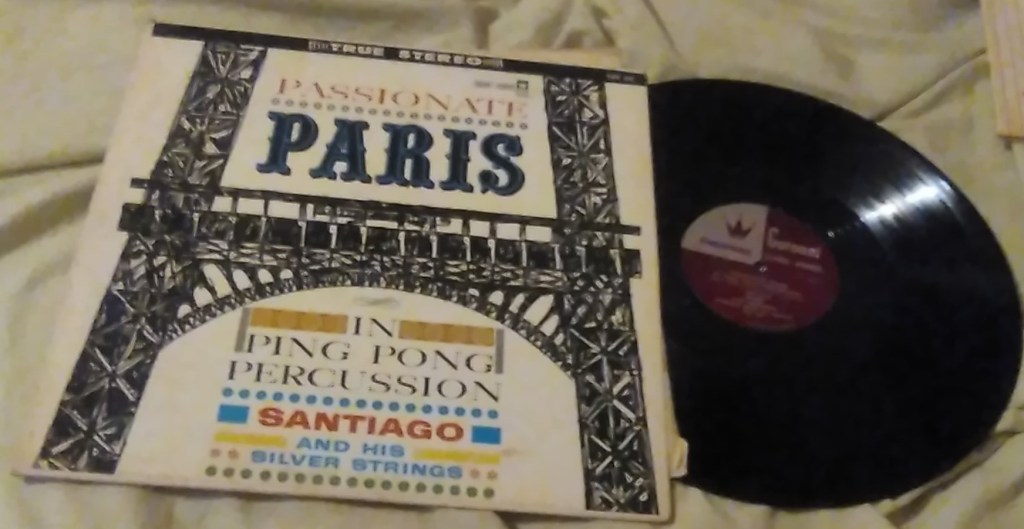 TRUE STEREO
PASSIONATE
PARIS
IN
PING PONG
PERCUSSION
SANTIAGO
AND HIS
SILVER STRINGS